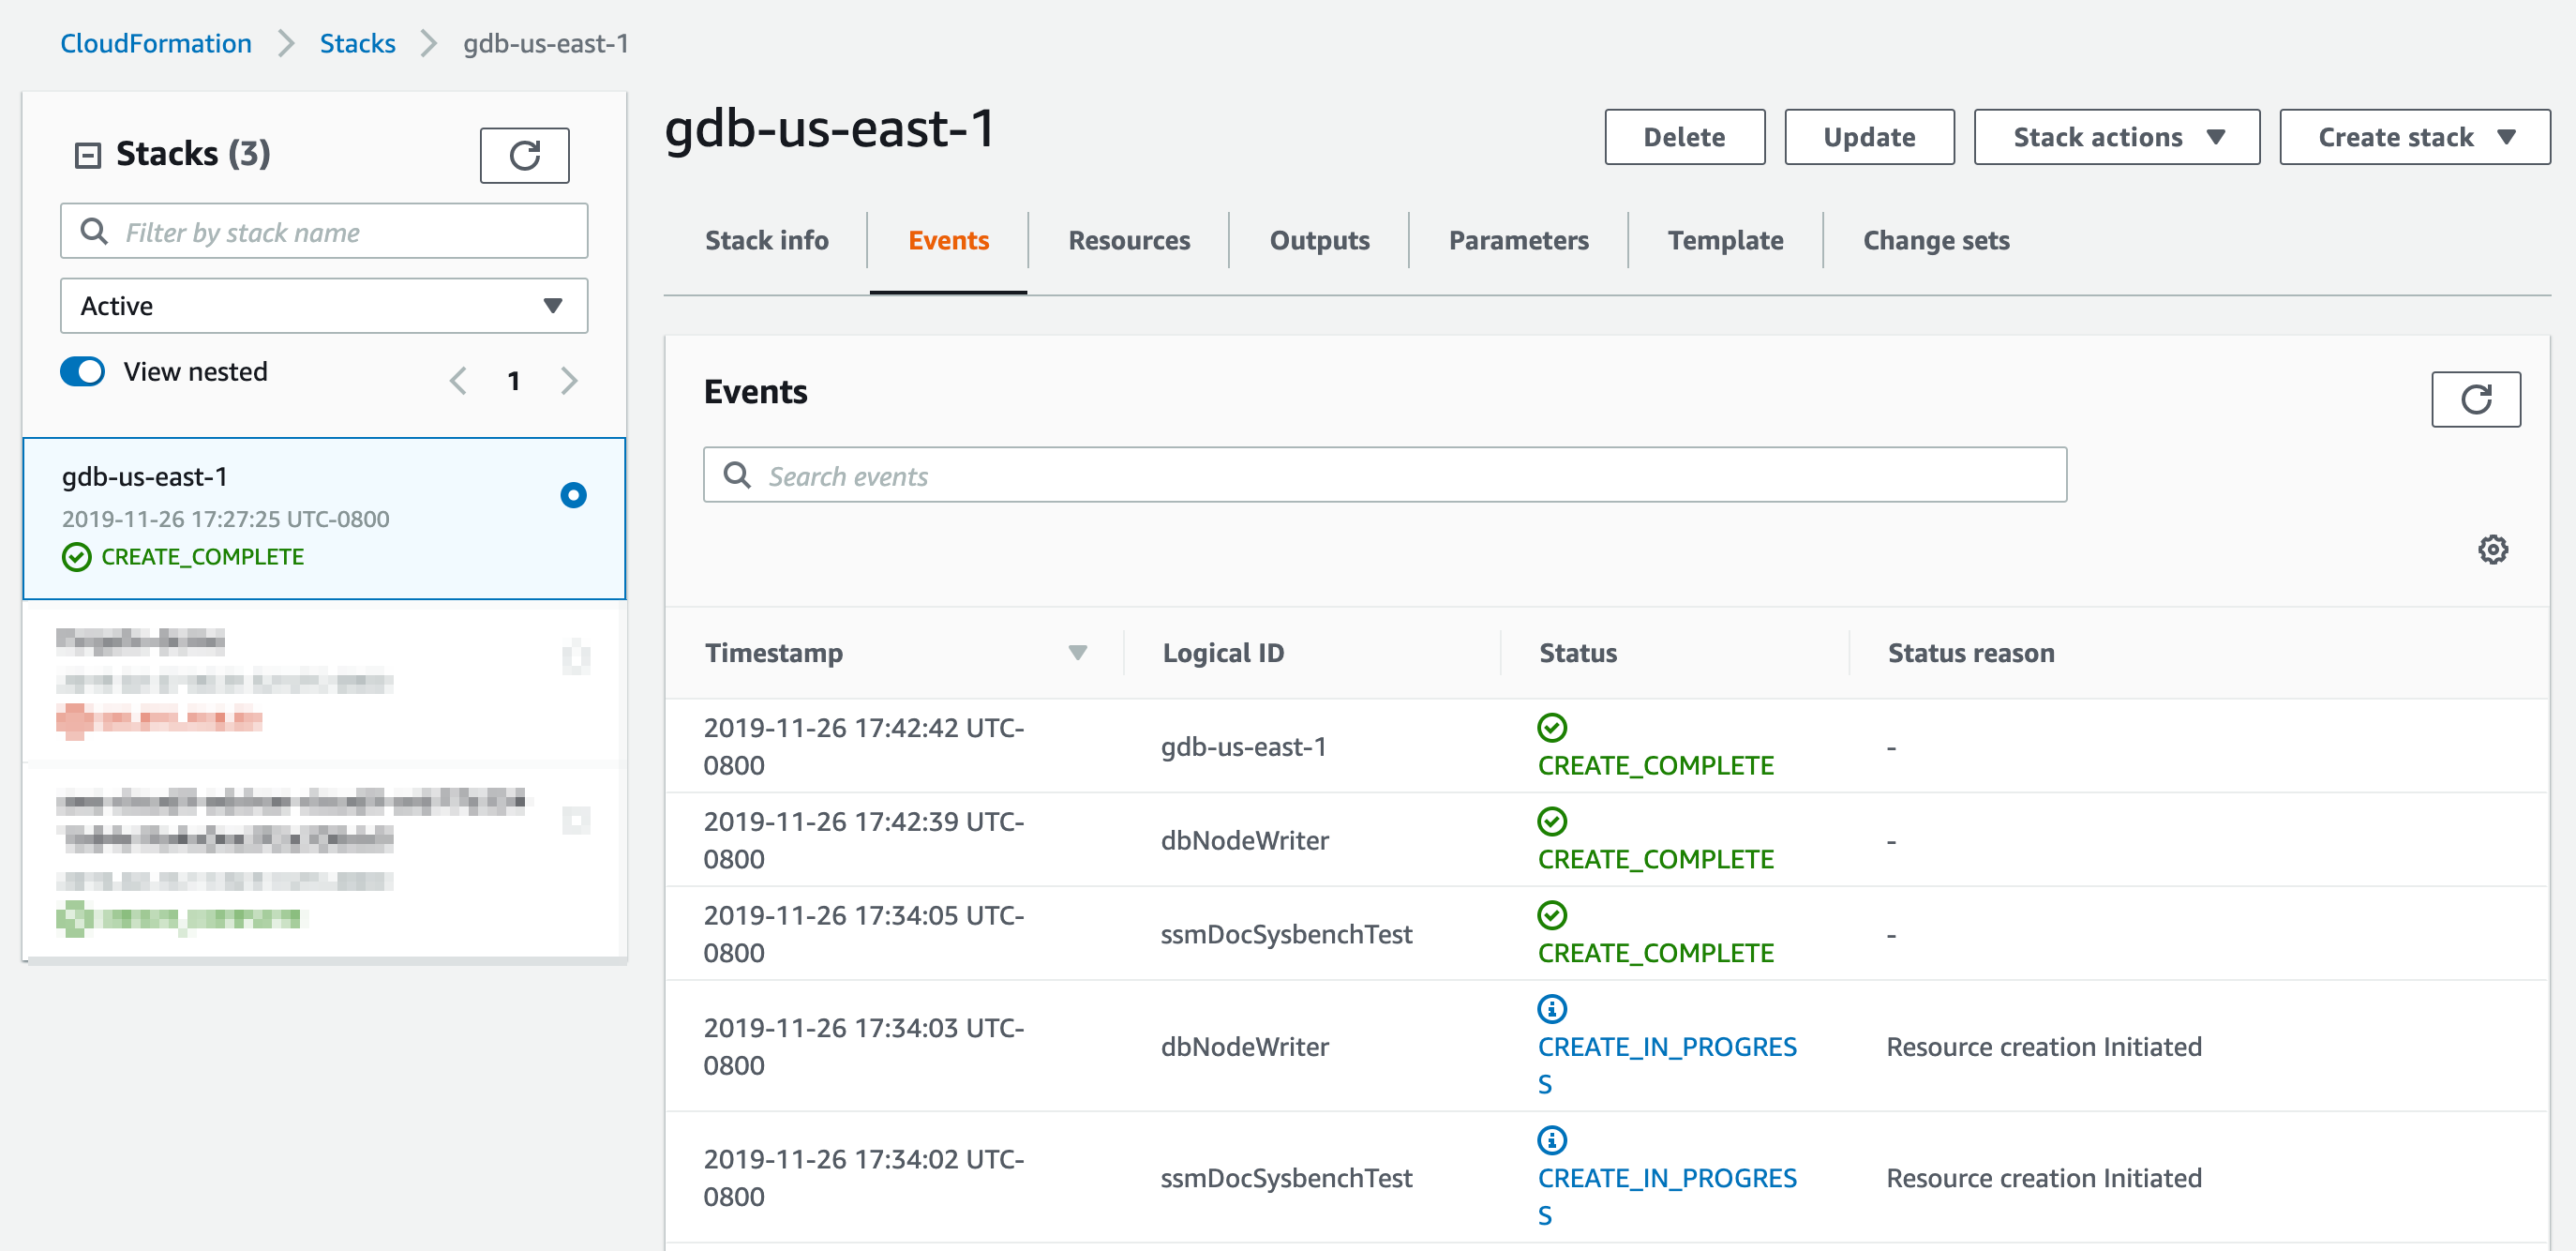 CloudFormation > Stacks > gdb-us-east-1
Stacks (3)
Filter by stack name
Active
View nested
1
gdb-us-east-1
2019-11-26 17:27:25 UTC-0800
CREATE_COMPLETE
gdb-us-east-1
Delete
Update
Stack actions
Create stack
Stack info
Events
Resources
Outputs
Parameters
Template
Change sets
Events
Search events
Timestamp
Logical ID
Status
Status reason
2019-11-26 17:42:42 UTC-
0800
gdb-us-east-1
CREATE_COMPLETE
-
2019-11-26 17:42:39 UTC-
0800
dbNodeWriter
CREATE_COMPLETE
-
2019-11-26 17:34:05 UTC-
0800
ssmDocSysbenchTest
CREATE_COMPLETE
-
2019-11-26 17:34:03 UTC-
0800
dbNodeWriter
CREATE_IN_PROGRES
S
Resource creation Initiated
2019-11-26 17:34:02 UTC-
0800
ssmDocSysbenchTest
CREATE_IN_PROGRES
S
Resource creation Initiated